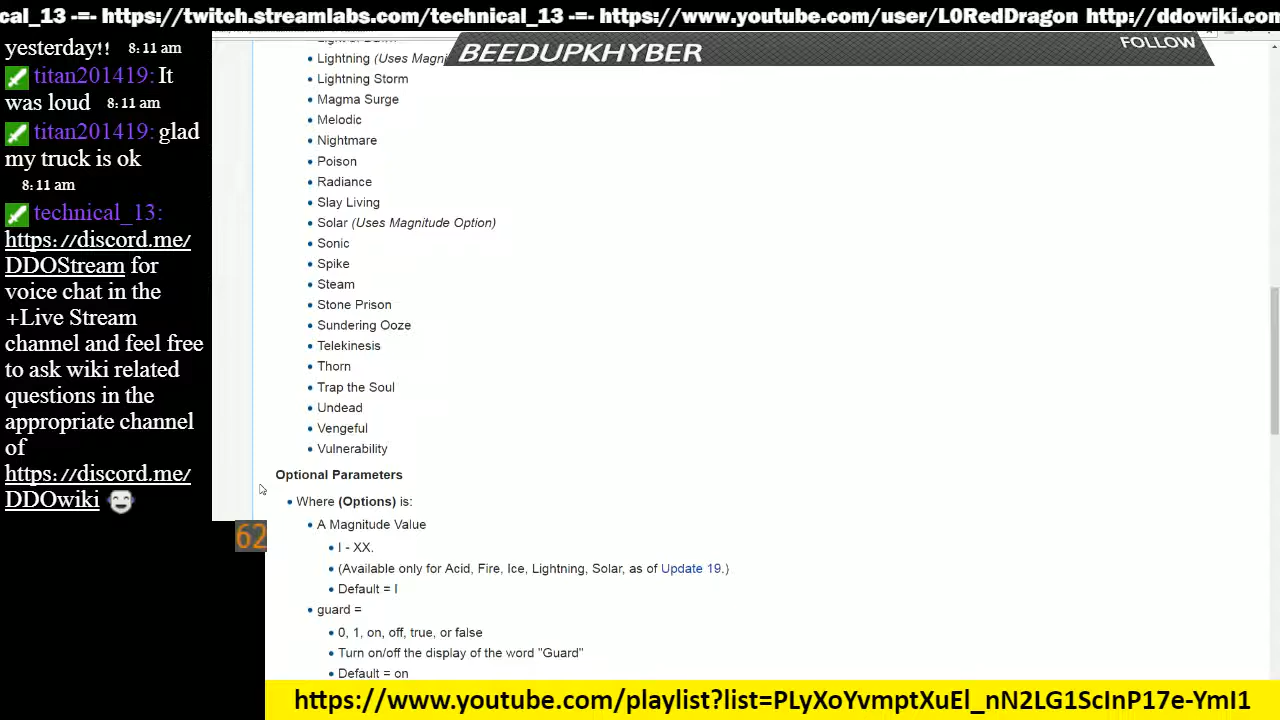 cal_13 -=- https://twitch.streamlabs.com/technical_13 -=- https://www.youtube.com/user/L0RedDragon http://ddowiki.con
BEEDUPKHYBER
FOLLOW
yesterday!! 8:11 am
titan201419: It
was loud 8:11 am
titan201419: glad
my truck is ok
8:11 am
technical_13:
https://discord.me/
DDOStream for
voice chat in the
+Live Stream
channel and feel free
to ask wiki related
questions in the
appropriate channel
of
https://discord.me/
DDOwiki
Lightning (Uses Magni
Lightning Storm
Magma Surge
Melodic
Nightmare
Poison
Radiance
Slay Living
Solar (Uses Magnitude Option)
Sonic
Spike
Steam
Stone Prison
Sundering Ooze
Telekinesis
Thorn
Trap the Soul
Undead
Vengeful
Vulnerability
Optional Parameters
Where (Options) is:
A Magnitude Value
I - XX.
(Available only for Acid, Fire, Ice, Lightning, Solar, as of Update 19.)
Default = I
guard =
0, 1, on, off, true, or false
Turn on/off the display of the word "Guard"
Default = on
62
https://www.youtube.com/playlist?list=PLyXoYvmptXuEl_nN2LG1ScInP17e-YmI1